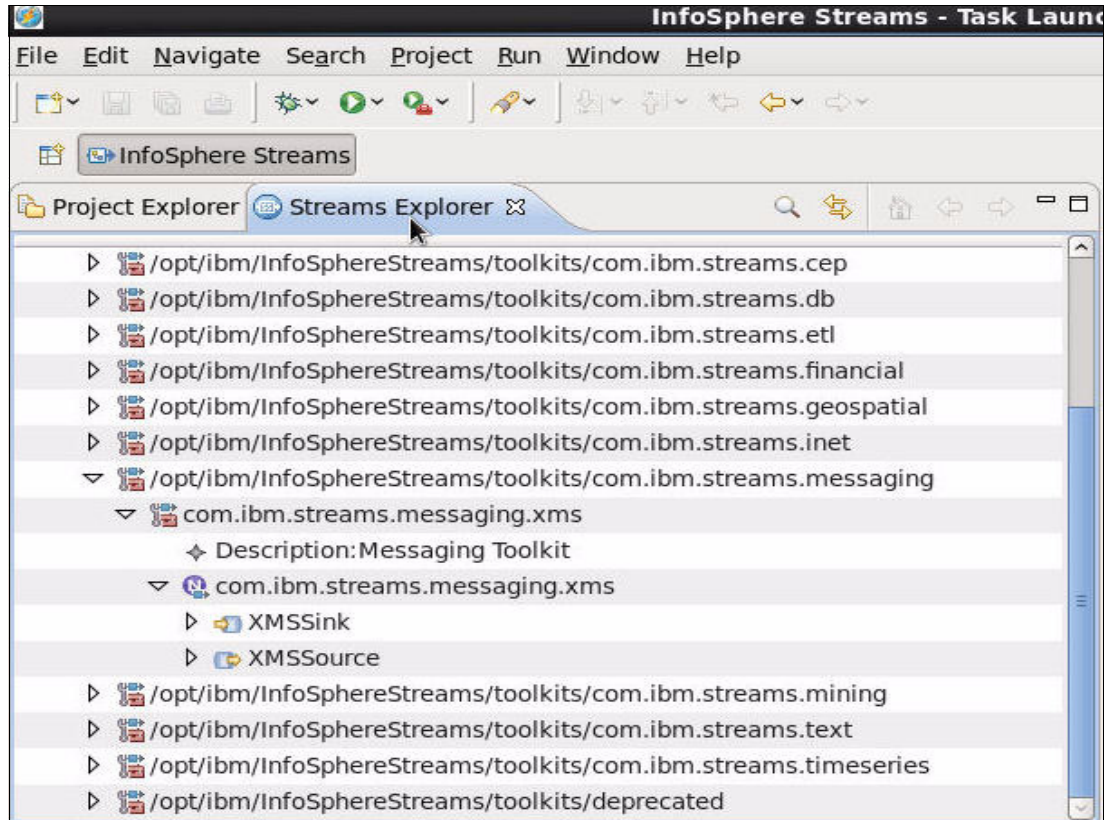 InfoSphere Streams - Task Laun
File Edit Navigate Search Project Run Window Help
InfoSphere Streams
Project Explorer Streams Explorer
/opt/ibm/InfoSphereStreams/toolkits/com.ibm.streams.cep
/opt/ibm/InfoSphereStreams/toolkits/com.ibm.streams.db
/opt/ibm/InfoSphereStreams/toolkits/com.ibm.streams.etl
/opt/ibm/InfoSphereStreams/toolkits/com.ibm.streams.financial
/opt/ibm/InfoSphereStreams/toolkits/com.ibm.streams.geospatial
/opt/ibm/InfoSphereStreams/toolkits/com.ibm.streams.inet
/opt/ibm/InfoSphereStreams/toolkits/com.ibm.streams.messaging
com.ibm.streams.messaging.xms
Description:Messaging Toolkit
com.ibm.streams.messaging.xms
XMSSink
XMSSource
/opt/ibm/InfoSphereStreams/toolkits/com.ibm.streams.mining
/opt/ibm/InfoSphereStreams/toolkits/com.ibm.streams.text
/opt/ibm/InfoSphereStreams/toolkits/com.ibm.streams.timeseries
/opt/ibm/InfoSphereStreams/toolkits/deprecated